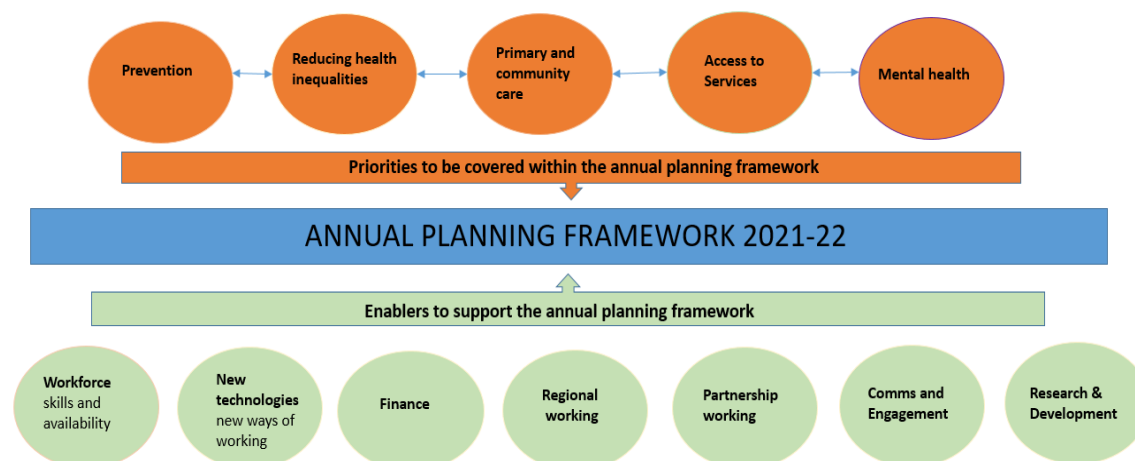 Prevention
Reducing health
inequalities
Primary and
community
care
Access to
Services
Mental health
Priorities to be covered within the annual planning framework
ANNUAL PLANNING FRAMEWORK 2021-22
Enablers to support the annual planning framework
Workforce
skills and
availability
New
technologies
new ways of
working
Finance
Regional
working
Partnership
working
Comms and
Engagement
Research &
Development